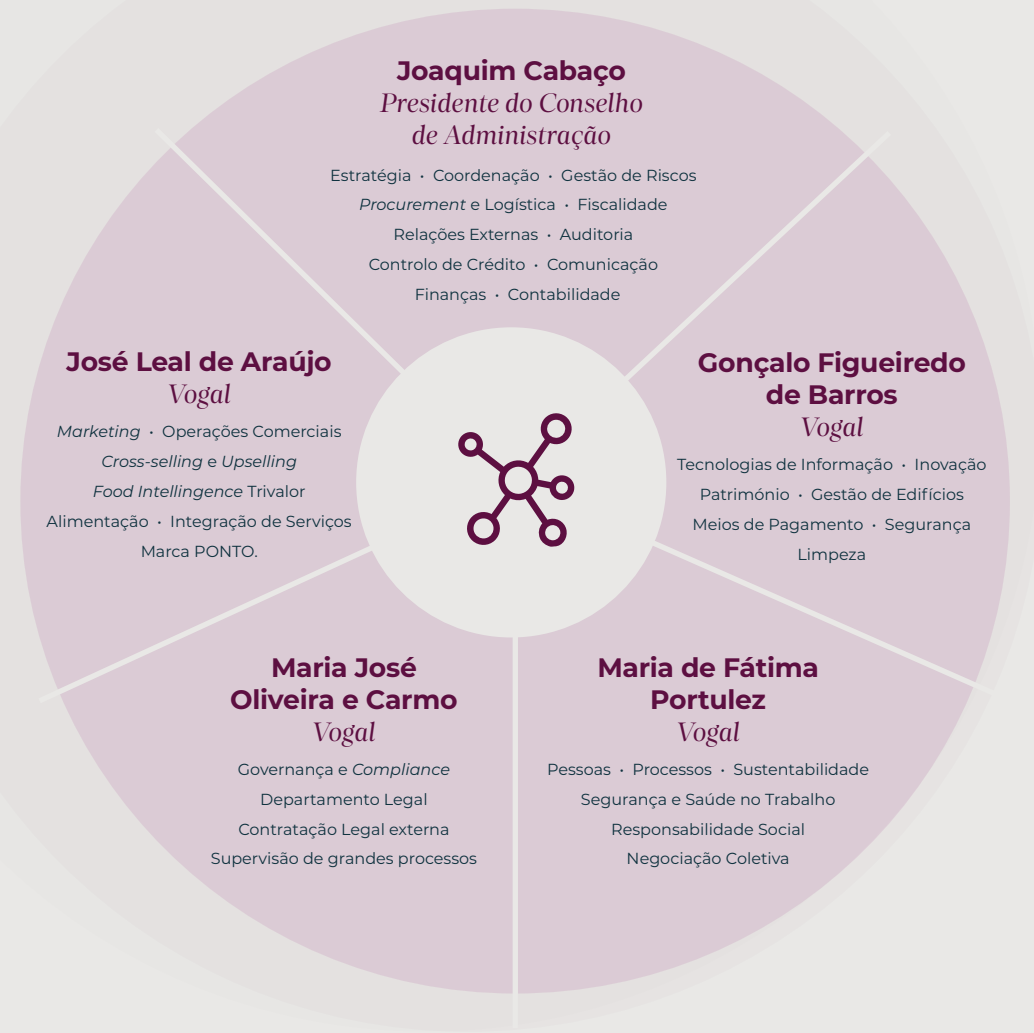 Joaquim Cabaço
Presidente do Conselho
de Administração
Estratégia • Coordenação • Gestão de Riscos
Procurement e Logística • Fiscalidade
Relações Externas • Auditoria
Controlo de Crédito • Comunicação
Finanças • Contabilidade
José Leal de Araújo
Vogal
Marketing • Operações Comerciais
Cross-selling e Upselling
Food Intellingence Trivalor
Alimentação • Integração de Serviços
Marca PONTO.
Gonçalo Figueiredo
de Barros
Vogal
Tecnologias de Informação • Inovação
Património • Gestão de Edifícios
Meios de Pagamento • Segurança
Limpeza
Maria José
Oliveira e Carmo
Vogal
Governança e Compliance
Departamento Legal
Contratação Legal externa
Supervisão de grandes processos
Maria de Fátima
Portulez
Vogal
Pessoas • Processos • Sustentabilidade
Segurança e Saúde no Trabalho
Responsabilidade Social
Negociação Coletiva